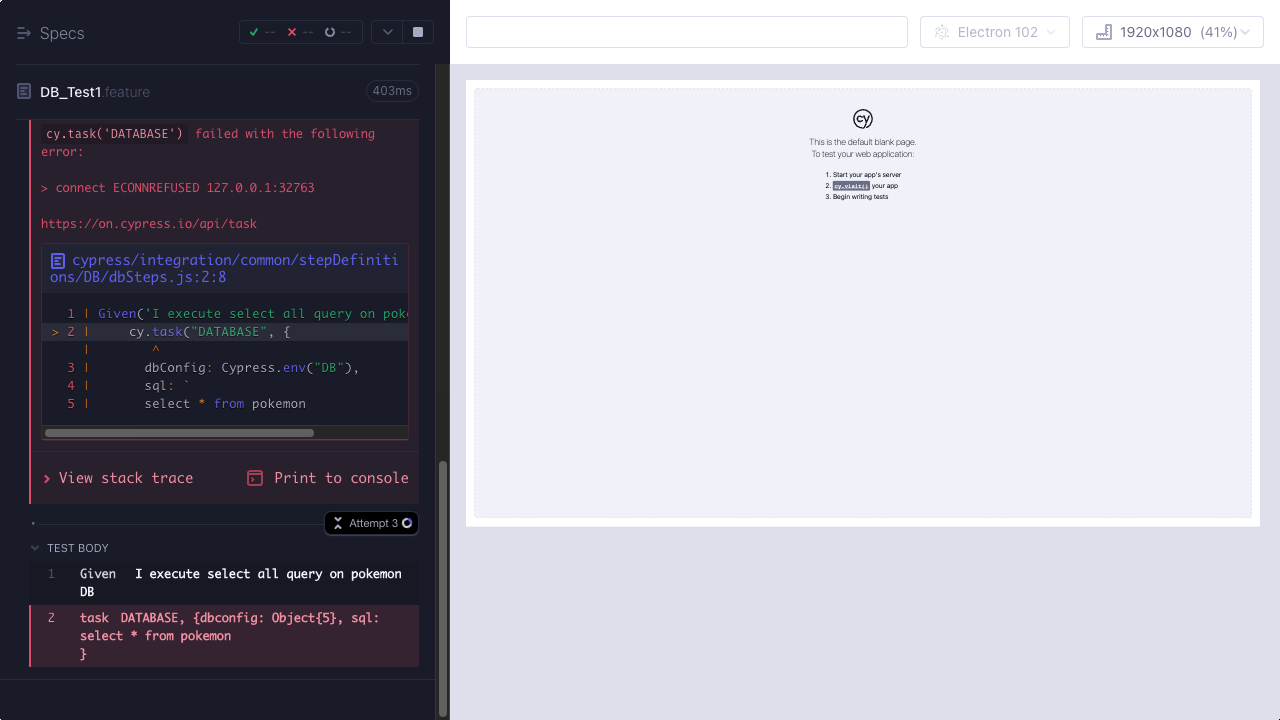 Specs
--
--
--
DB_Test1.feature
403ms
cy.task('DATABASE') failed with the following
error:
> connect ECONNREFUSED 127.0.0.1:32763
https://on.cypress.io/api/task
cypress/integration/common/stepDefiniti
ons/DB/dbSteps.js:2:8
1 | Given('I execute select all query on poke
> 2 |     cy.task("DATABASE", {
|        ^
3 |       dbConfig: Cypress.env("DB"),
4 |       sql: `
5 |       select * from pokemon
View stack trace
Print to console
Attempt 3
TEST BODY
1 Given I execute select all query on pokemon
DB
2 task DATABASE, {dbconfig: Object{5}, sql:
select * from pokemon
}
Electron 102
1920x1080 (41%)
cy
This is the default blank page.
To test your web application:
1. Start your app's server
2. cy.visit() your app
3. Begin writing tests